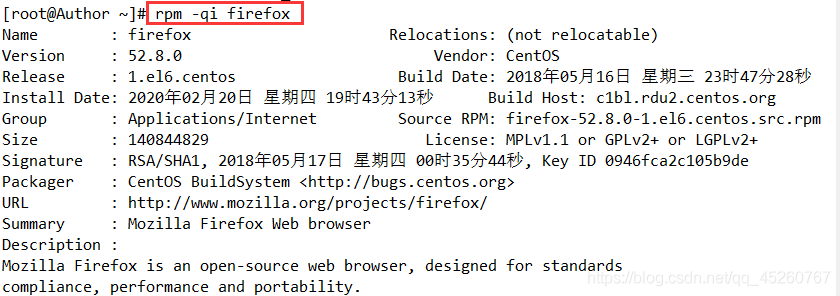 [root@Author ~]# rpm -qi firefox
Name        : firefox                      Relocations: (not relocatable)
Version     : 52.8.0                            Vendor: CentOS
Release     : 1.el6.centos                  Build Date: 2018年05月16日 星期三 23时47分28秒
Install Date: 2020年02月20日 星期四 19时43分13秒      Build Host: c1bl.rdu2.centos.org
Group       : Applications/Internet         Source RPM: firefox-52.8.0-1.el6.centos.src.rpm
Size        : 140844829                        License: MPLv1.1 or GPLv2+ or LGPLv2+
Signature   : RSA/SHA1, 2018年05月17日 星期四 00时35分44秒, Key ID 0946fca2c105b9de
Packager    : CentOS BuildSystem <http://bugs.centos.org>
URL         : http://www.mozilla.org/projects/firefox/
Summary     : Mozilla Firefox Web browser
Description :
Mozilla Firefox is an open-source web browser, designed for standards
compliance, performance and portability.
https://blog.csdn.net/qq_45260767